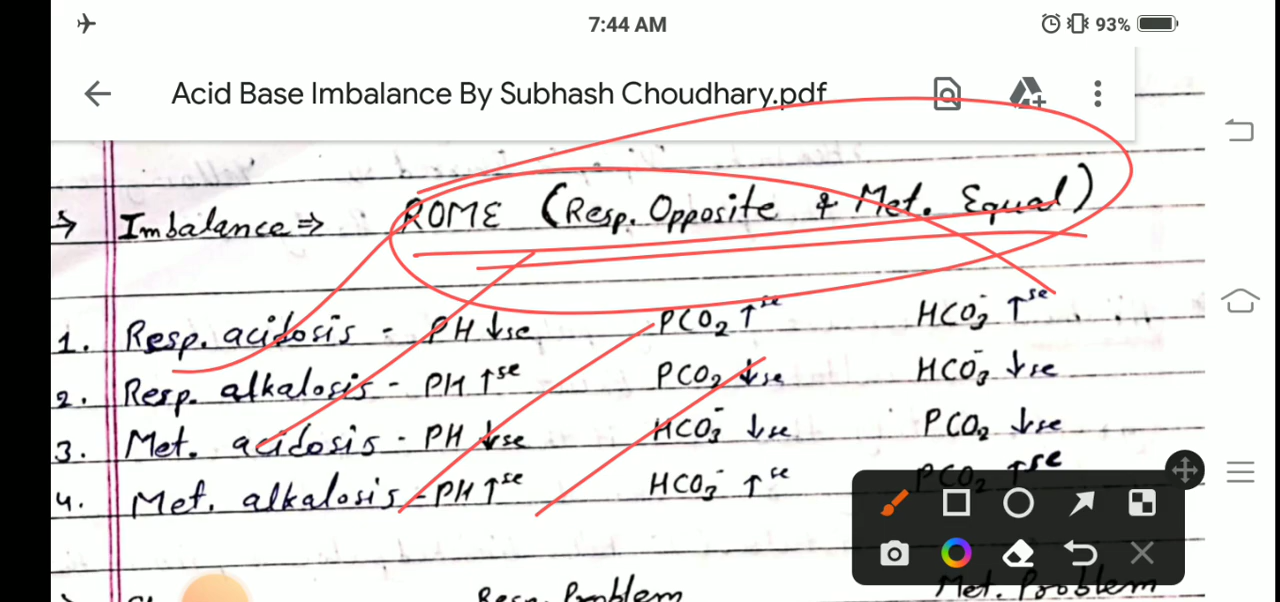 7:44 AM
93%
Acid Base Imbalance By Subhash Choudhary.pdf
→ Imbalance ⇒ ROME (Resp. Opposite & Met. Equal)
1. Resp. acidosis - PH ↓se PCO₂ ↑se HCO₃⁻ ↑se . . .
2. Resp. alkalosis - PH ↑se PCO₂ ↓se HCO₃⁻ ↓se
3. Met. acidosis - PH ↓se HCO₃⁻ ↓se PCO₂ ↓se
4. Met. alkalosis - PH ↑se HCO₃⁻ ↑se PCO₂ ↑se
Resp. Problem Met. Problem